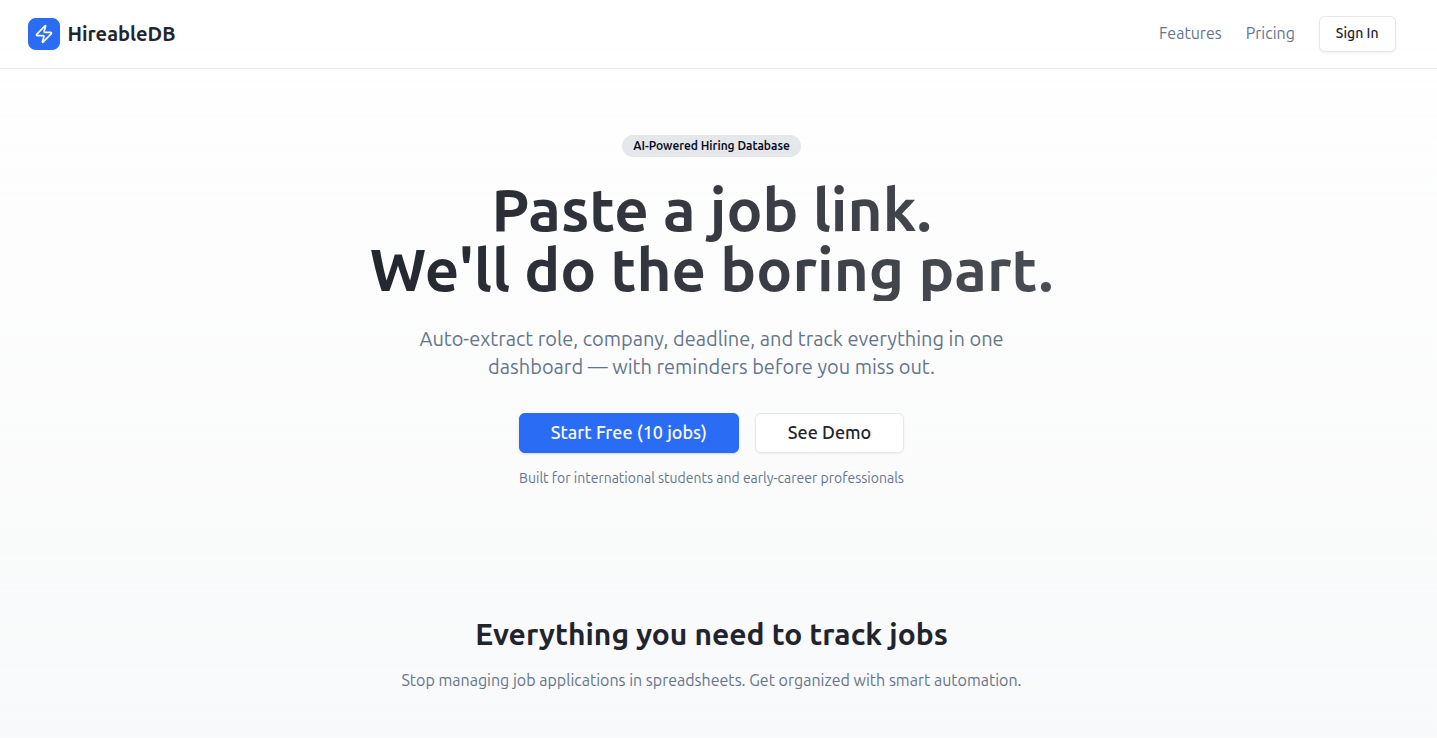 HireableDB
Features
Pricing
Sign In
AI-Powered Hiring Database
Paste a job link.
We'll do the boring part.
Auto-extract role, company, deadline, and track everything in one
dashboard — with reminders before you miss out.
Start Free (10 jobs)
See Demo
Built for international students and early-career professionals
Everything you need to track jobs
Stop managing job applications in spreadsheets. Get organized with smart automation.